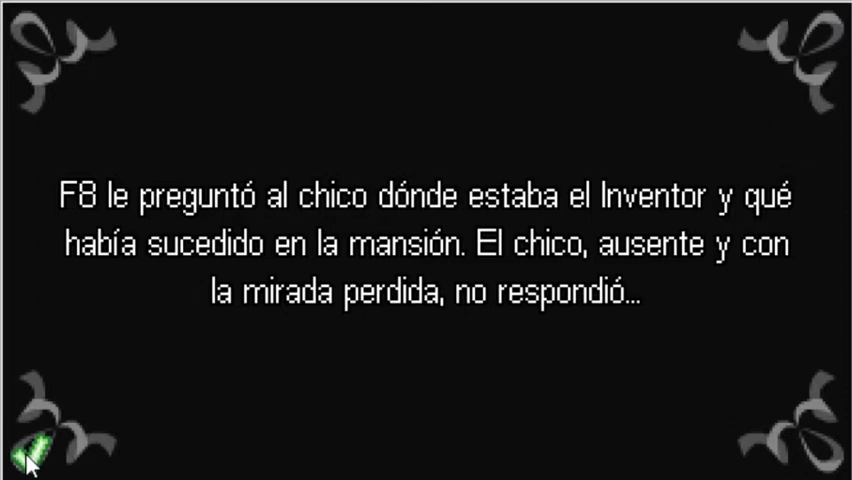 F8 le preguntó al chico dónde estaba el Inventor y qué
había sucedido en la mansión. El chico, ausente y con
la mirada perdida, no respondió...